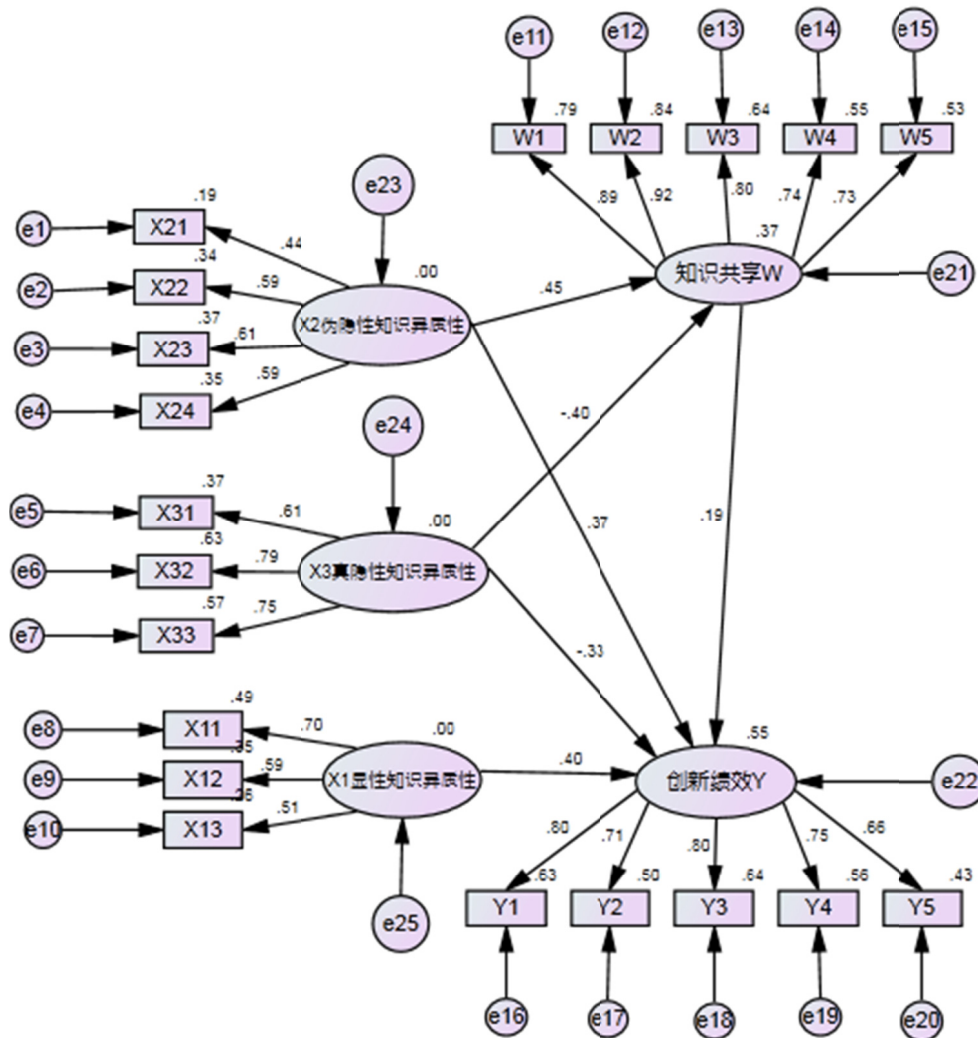 e11
e12
e13
e14
e15
.79
.84
.64
.55
.53
W1
W2
W3
W4
W5
.89
.92
.80
.74
.73
.37
知识共享W
e21
e23
.19
e1
X21
.44
.34
.00
e2
X22
.59
.45
X2伪隐性知识异质性
.37
e3
X23
.61
.35
.59
e4
X24
e24
-.40
.37
.00
.37
.19
e5
X31
.61
.63
e6
X32
.79
X3真隐性知识异质性
.57
e7
X33
.75
-.33
.49
e8
X11
.70
.00
.55
.35
e9
X12
.59
X1显性知识异质性
.40
创新绩效Y
e22
.26
e10
X13
.51
e25
.80
.71
.80
.75
.66
.63
.50
.64
.56
.43
Y1
Y2
Y3
Y4
Y5
e16
e17
e18
e19
e20